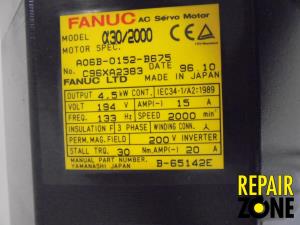 FANUC AC Servo Motor
MODEL α30/2000
MOTOR SPEC.
A06B-0152-B675
No. C96XA2383 DATE 96.10
FANUC LTD MADE IN JAPAN
OUTPUT 4.5 kW CONT. IEC34-1/A2:1989
VOLT 194 V AMP(~) 15 A
FREQ. 133 Hz SPEED 2000 min⁻¹
INSULATION F 3 PHASE WINDING CONN. Y
PERM. MAG. FIELD 200 V INVERTER
STALL TRQ. 30 Nm. AMP(~) 20 A
MANUAL PART NUMBER. B-65142E
YAMANASHI JAPAN
REPAIR
ZONE